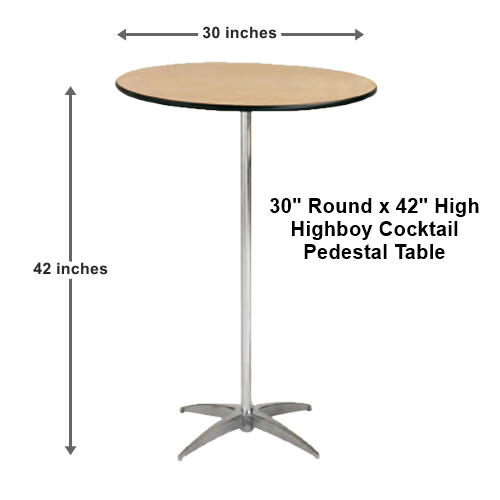 30 inches
42 inches
30" Round x 42" High
Highboy Cocktail
Pedestal Table